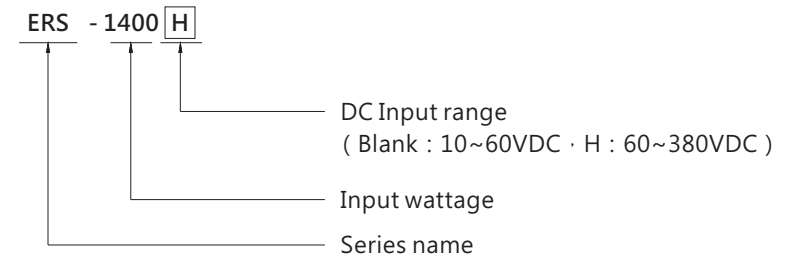 ERS - 1400 H
DC Input range
( Blank : 10~60VDC · H : 60~380VDC )
Input wattage
Series name